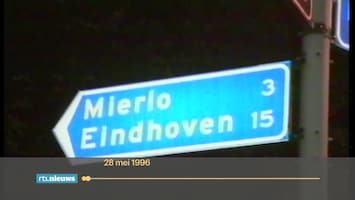 Mierlo 3
Eindhoven 15
28 mei 1996
rtl nieuws